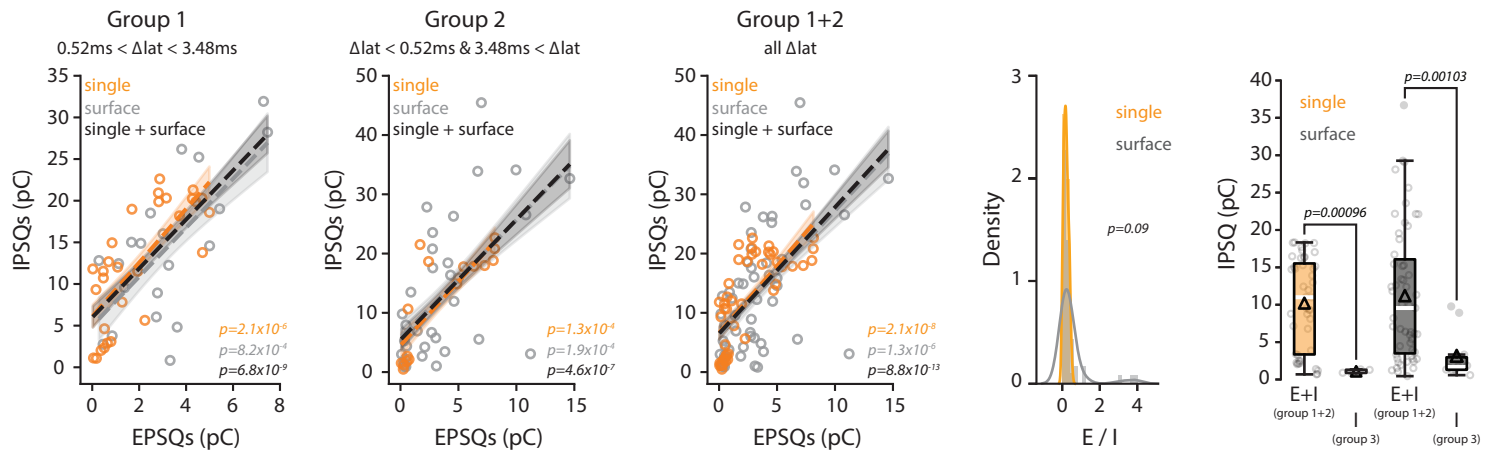 Group 1
0.52ms < Δlat < 3.48ms
single
surface
single + surface
35
30
25
20
15
10
5
0
IPSQs (pC)
p=2.1x10-6
p=8.2x10-4
p=6.8x10-9
0 2 4 6 8
EPSQs (pC)
Group 2
Δlat < 0.52ms & 3.48ms < Δlat
single
surface
single + surface
50
40
30
20
10
0
IPSQs (pC)
p=1.3x10-4
p=1.9x10-4
p=4.6x10-7
0 5 10 15
EPSQs (pC)
Group 1+2
all Δlat
single
surface
single + surface
50
40
30
20
10
0
IPSQs (pC)
p=2.1x10-8
p=1.3x10-6
p=8.8x10-13
0 5 10 15
EPSQs (pC)
3
2
1
0
Density
single
surface
p=0.09
0 2 4
E / I
40
35
30
25
20
15
10
5
0
IPSQ (pC)
single
surface
p=0.00103
p=0.00096
E+I
(group 1+2)
I
(group 3)
E+I
(group 1+2)
I
(group 3)